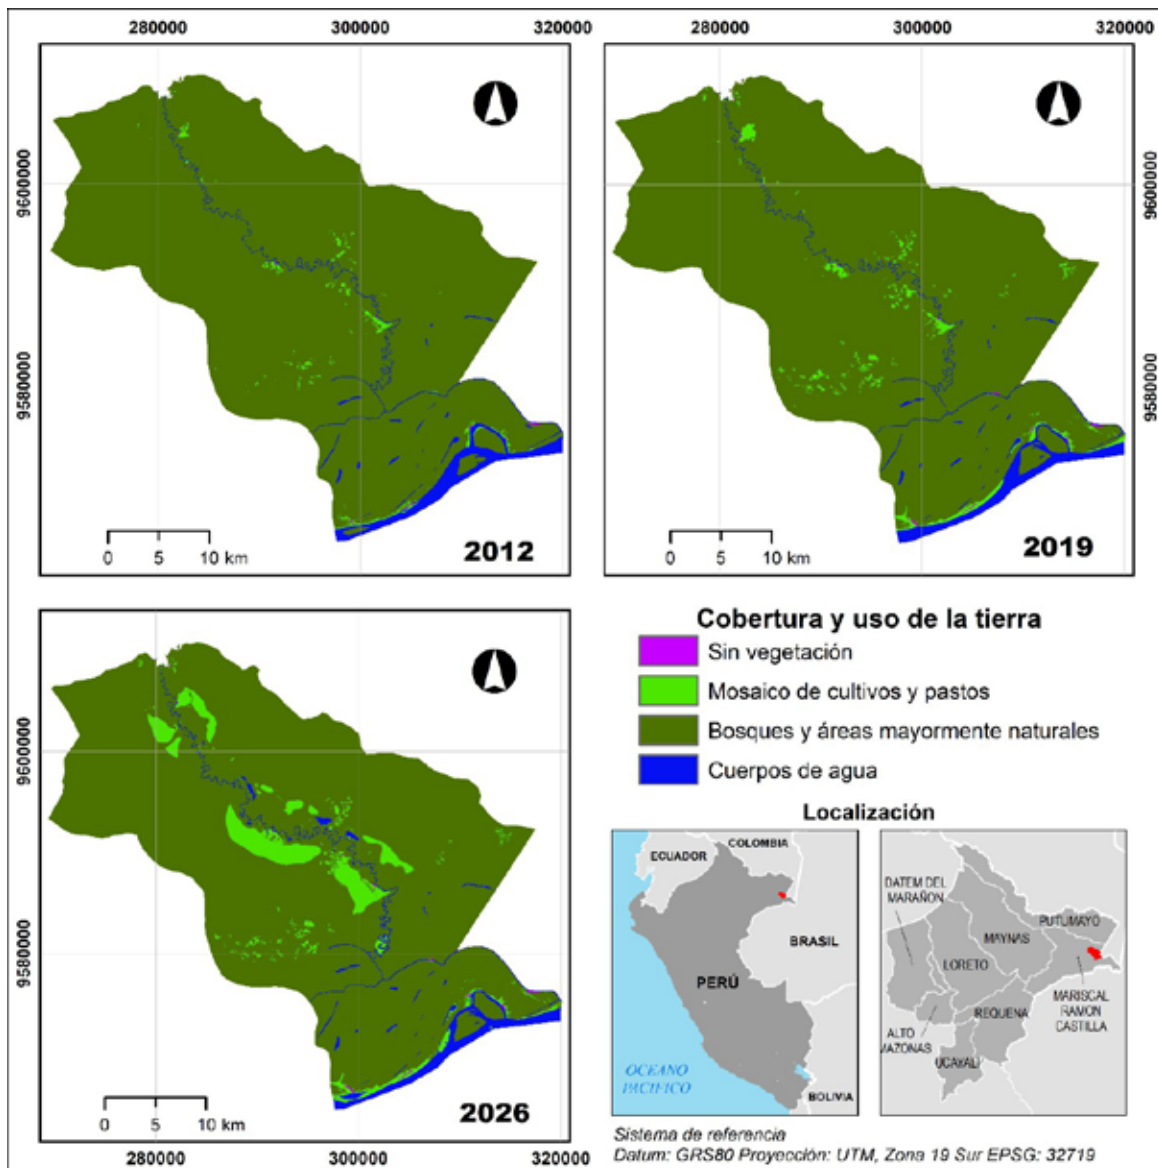 280000 300000 320000 280000 300000 320000
9600000
9580000
0 5 10 km
2012
9600000
9580000
0 5 10 km
2019
9600000
9580000
0 5 10 km
2026
280000 300000 320000
Cobertura y uso de la tierra
Sin vegetación
Mosaico de cultivos y pastos
Bosques y áreas mayormente naturales
Cuerpos de agua
Localización
ECUADOR
COLOMBIA
BRASIL
PERÚ
OCEANO
PACIFICO
BOLIVIA
DATEM DEL
MARAÑON
PUTUMAYO
MAYNAS
LORETO
MARISCAL
RAMON
CASTILLA
REQUENA
ALTO
AMAZONAS
UCAYALI
Sistema de referencia
Datum: GRS80 Proyección: UTM, Zona 19 Sur EPSG: 32719